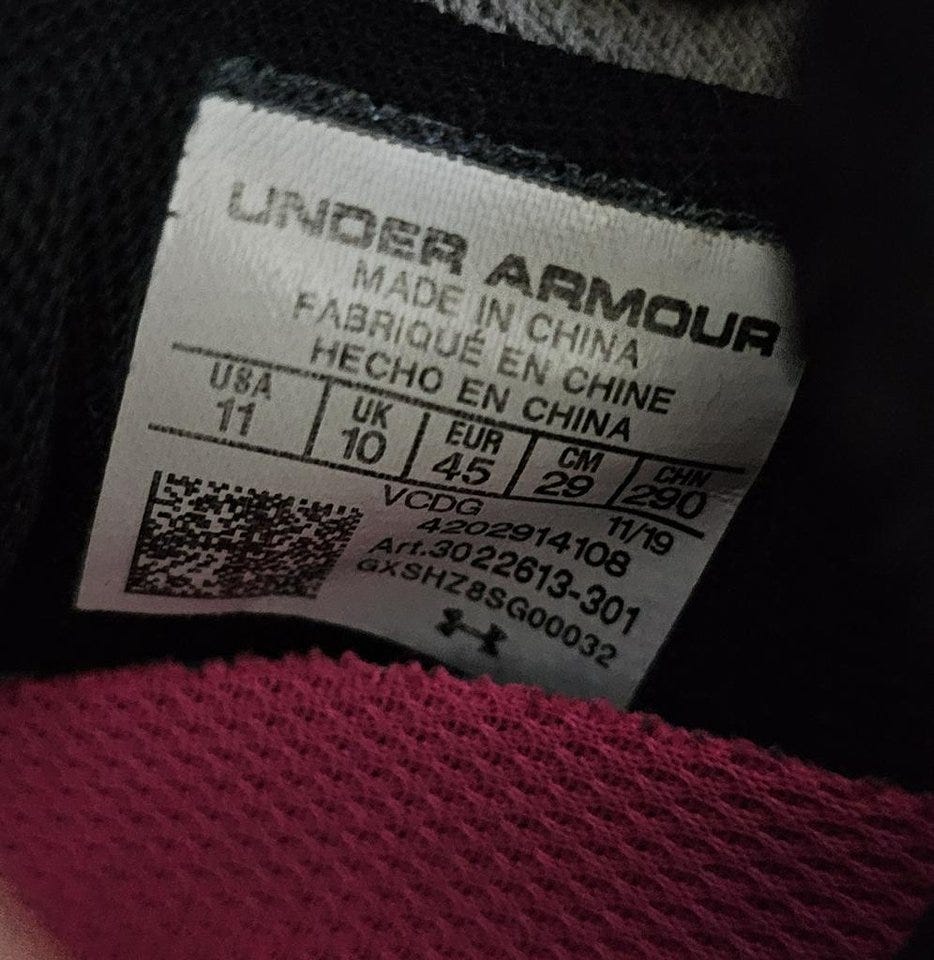 UNDER ARMOUR
MADE IN CHINA
FABRIQUÉ EN CHINE
HECHO EN CHINA
USA UK EUR CM CHN
11 10 45 29 290
VCDG 11/19
4202914108
Art.3022613-301
GXSHZ8SG00032